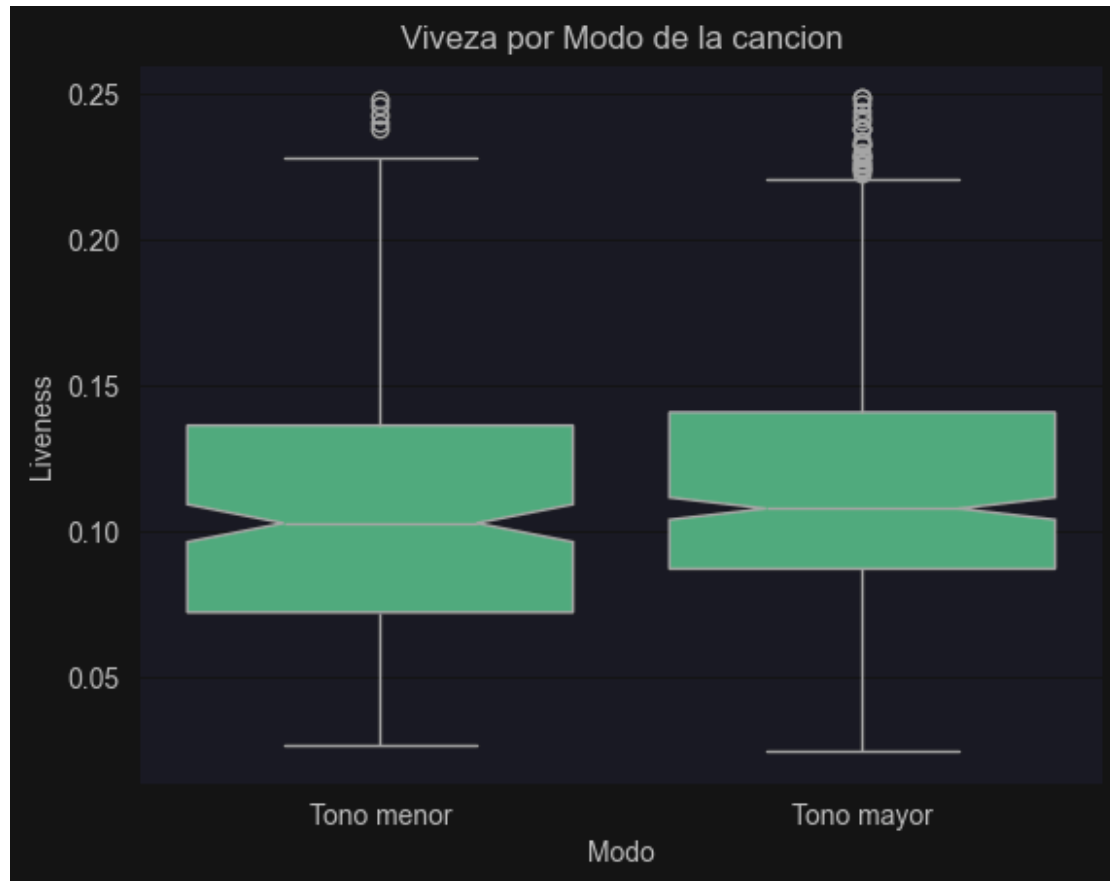 Viveza por Modo de la cancion
0.25
0.20
0.15
0.10
0.05
Liveness
Tono menor
Tono mayor
Modo